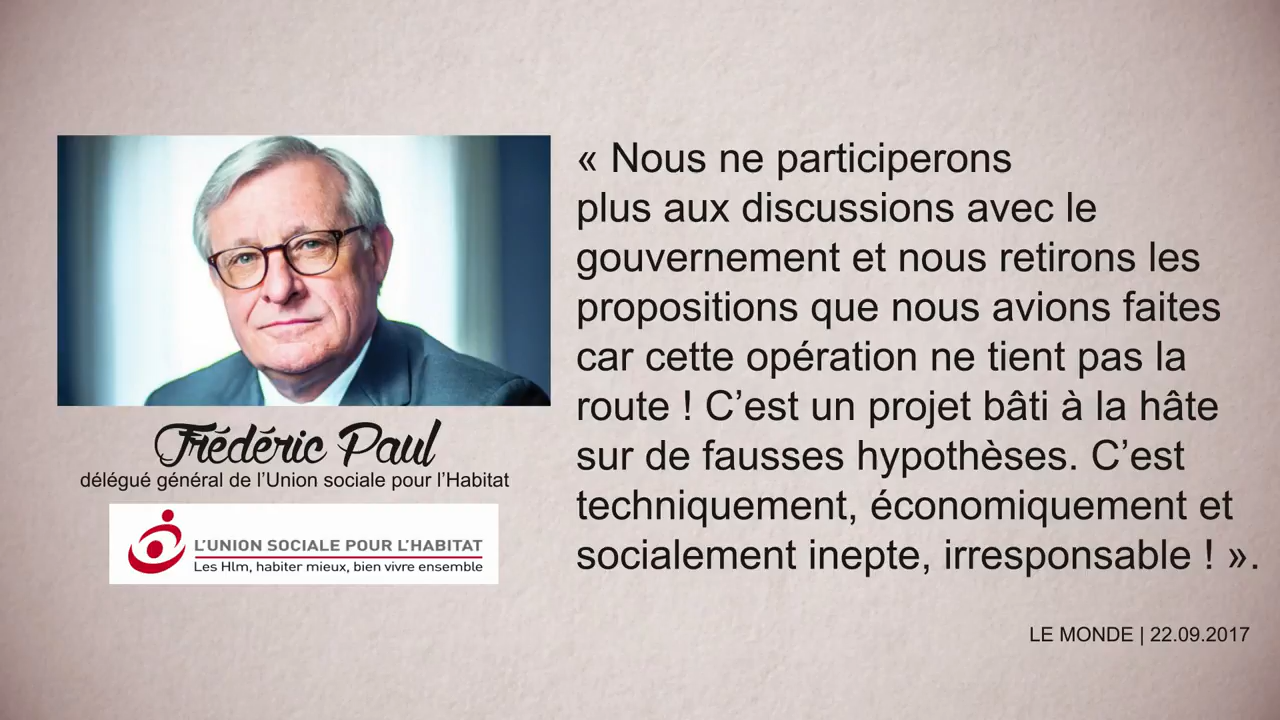 « Nous ne participerons
plus aux discussions avec le
gouvernement et nous retirons les
propositions que nous avions faites
car cette opération ne tient pas la
route ! C’est un projet bâti à la hâte
sur de fausses hypothèses. C’est
techniquement, économiquement et
socialement inepte, irresponsable ! ».
Frédéric Paul
délégué général de l’Union sociale pour l’Habitat
L’UNION SOCIALE POUR L’HABITAT
Les Hlm, habiter mieux, bien vivre ensemble
LE MONDE | 22.09.2017